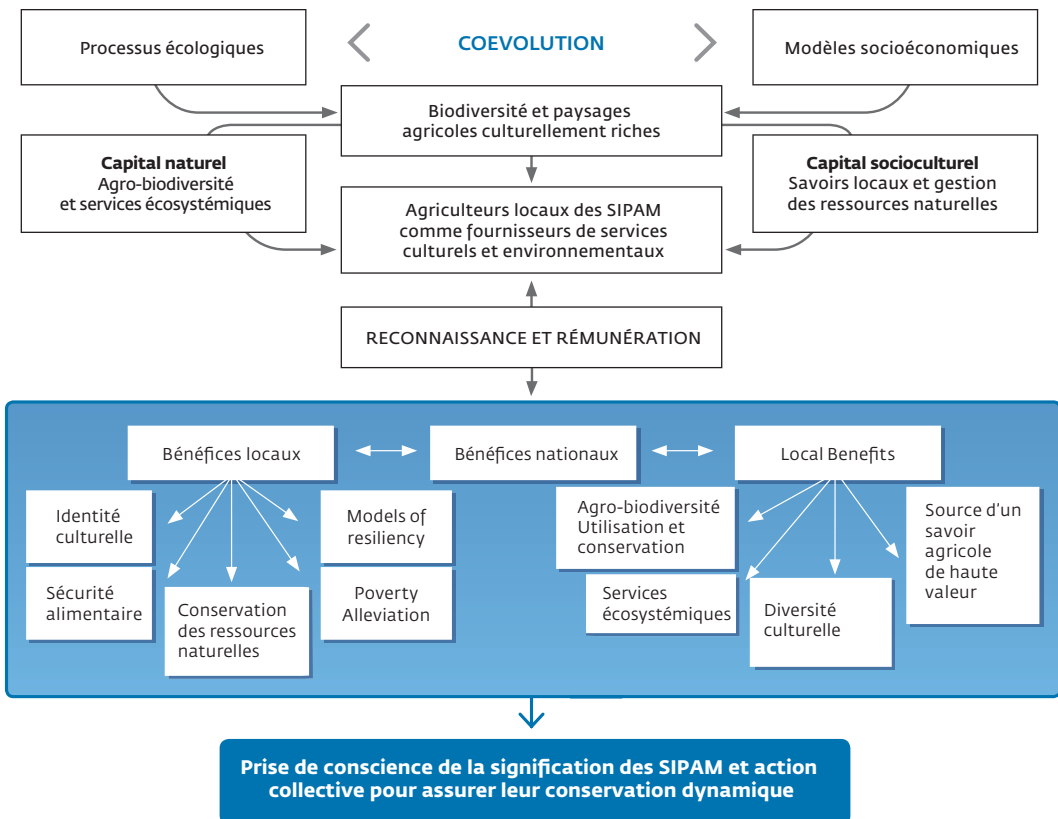 Processus écologiques
COEVOLUTION
Modèles socioéconomiques
Biodiversité et paysages
agricoles culturellement riches
Capital naturel
Agro-biodiversité
et services écosystémiques
Capital socioculturel
Savoirs locaux et gestion
des ressources naturelles
Agriculteurs locaux des SIPAM
comme fournisseurs de services
culturels et environnementaux
RECONNAISSANCE ET RÉMUNÉRATION
Bénéfices locaux
Bénéfices nationaux
Local Benefits
Identité
culturelle
Sécurité
alimentaire
Conservation
des ressources
naturelles
Models of
resiliency
Poverty
Alleviation
Agro-biodiversité
Utilisation et
conservation
Services
écosystémiques
Diversité
culturelle
Source d'un
savoir
agricole
de haute
valeur
Prise de conscience de la signification des SIPAM et action
collective pour assurer leur conservation dynamique